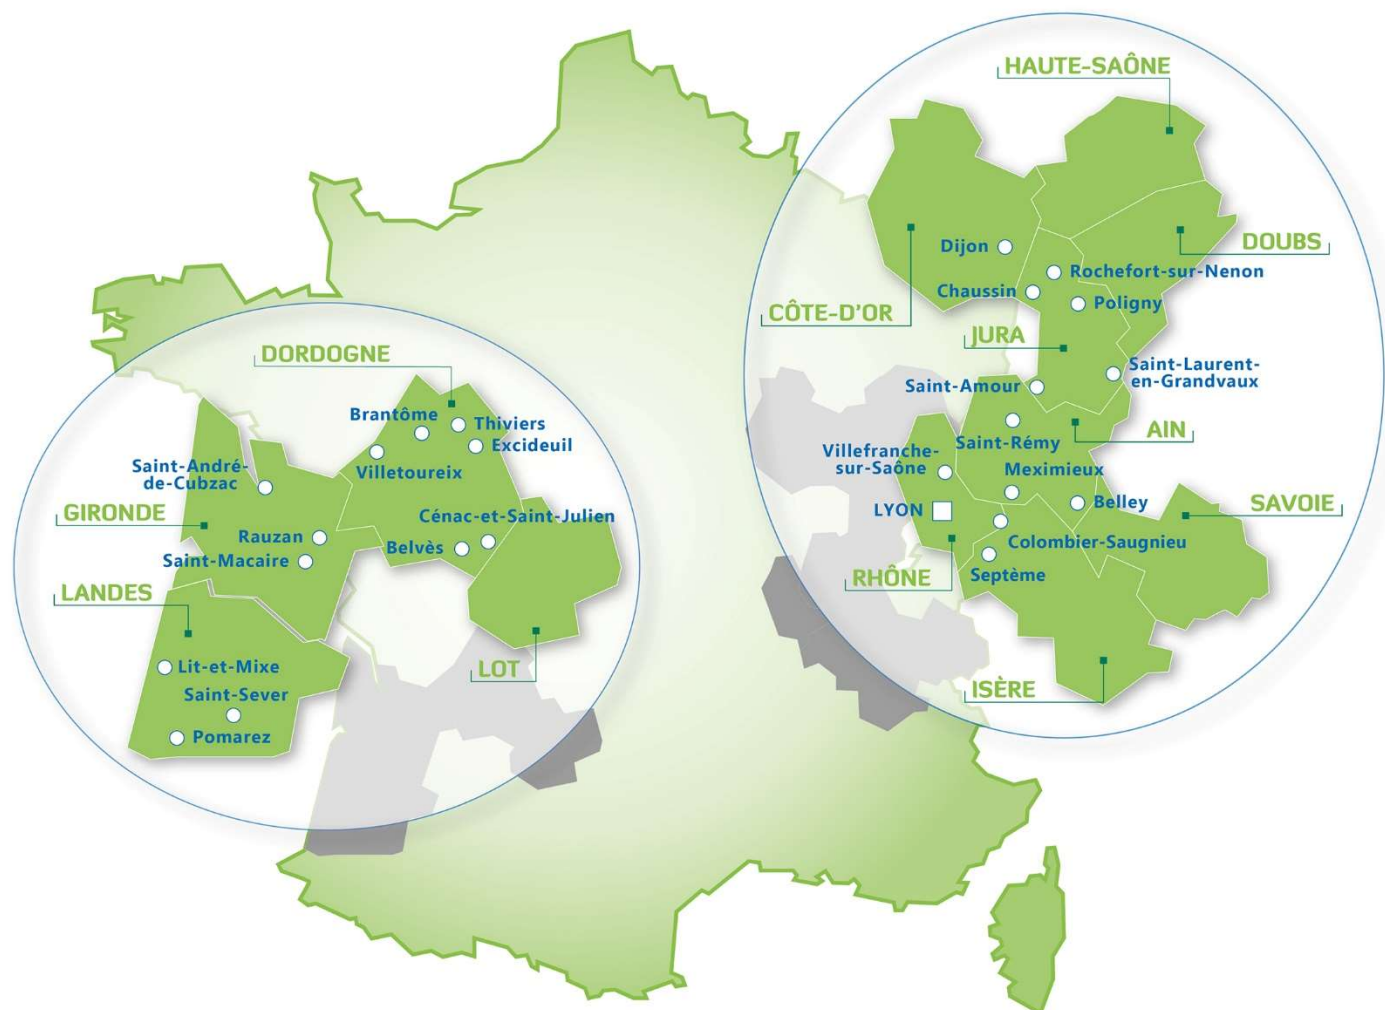 HAUTE-SAÔNE
DOUBS
Dijon
Rochefort-sur-Nenon
Chaussin
Poligny
CÔTE-D'OR
JURA
Saint-Laurent-
en-Grandvaux
Saint-Amour
AIN
Saint-Rémy
Villefranche-
sur-Saône
Meximieux
Belley
SAVOIE
LYON
Colombier-Saugnieu
RHÔNE
Septème
ISÈRE
DORDOGNE
Brantôme
Thiviers
Excideuil
Villetoureix
Saint-André-
de-Cubzac
GIRONDE
Cénac-et-Saint-Julien
Rauzan
Belvès
Saint-Macaire
LANDES
Lit-et-Mixe
LOT
Saint-Sever
Pomarez